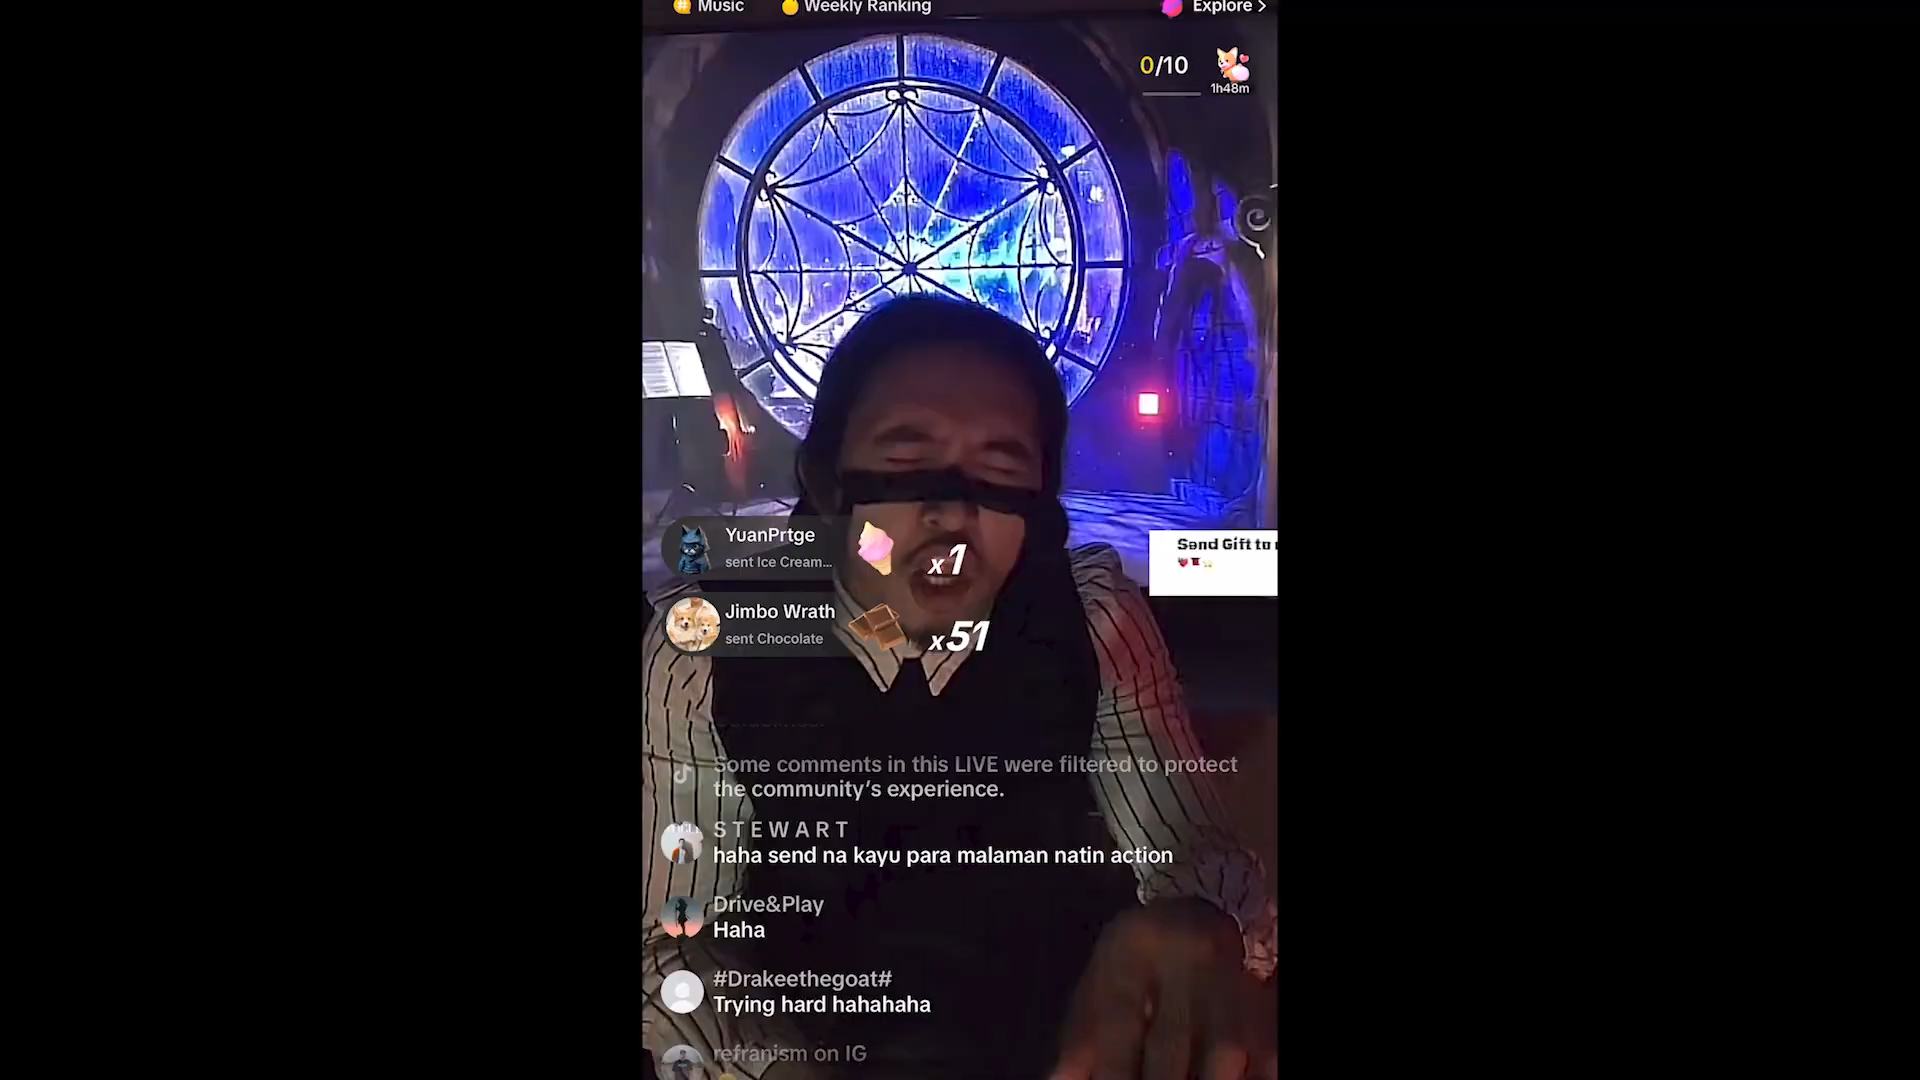 Music
Weekly Ranking
Explore >
0/10
1h48m
YuanPrtge
sent Ice Cream...
x1
Send Gift to
Jimbo Wrath
sent Chocolate
x51
Some comments in this LIVE were filtered to protect
the community's experience.
S T E W A R T
haha send na kayu para malaman natin action
Drive&Play
Haha
#Drakeethegoat#
Trying hard hahahaha
refranism on IG